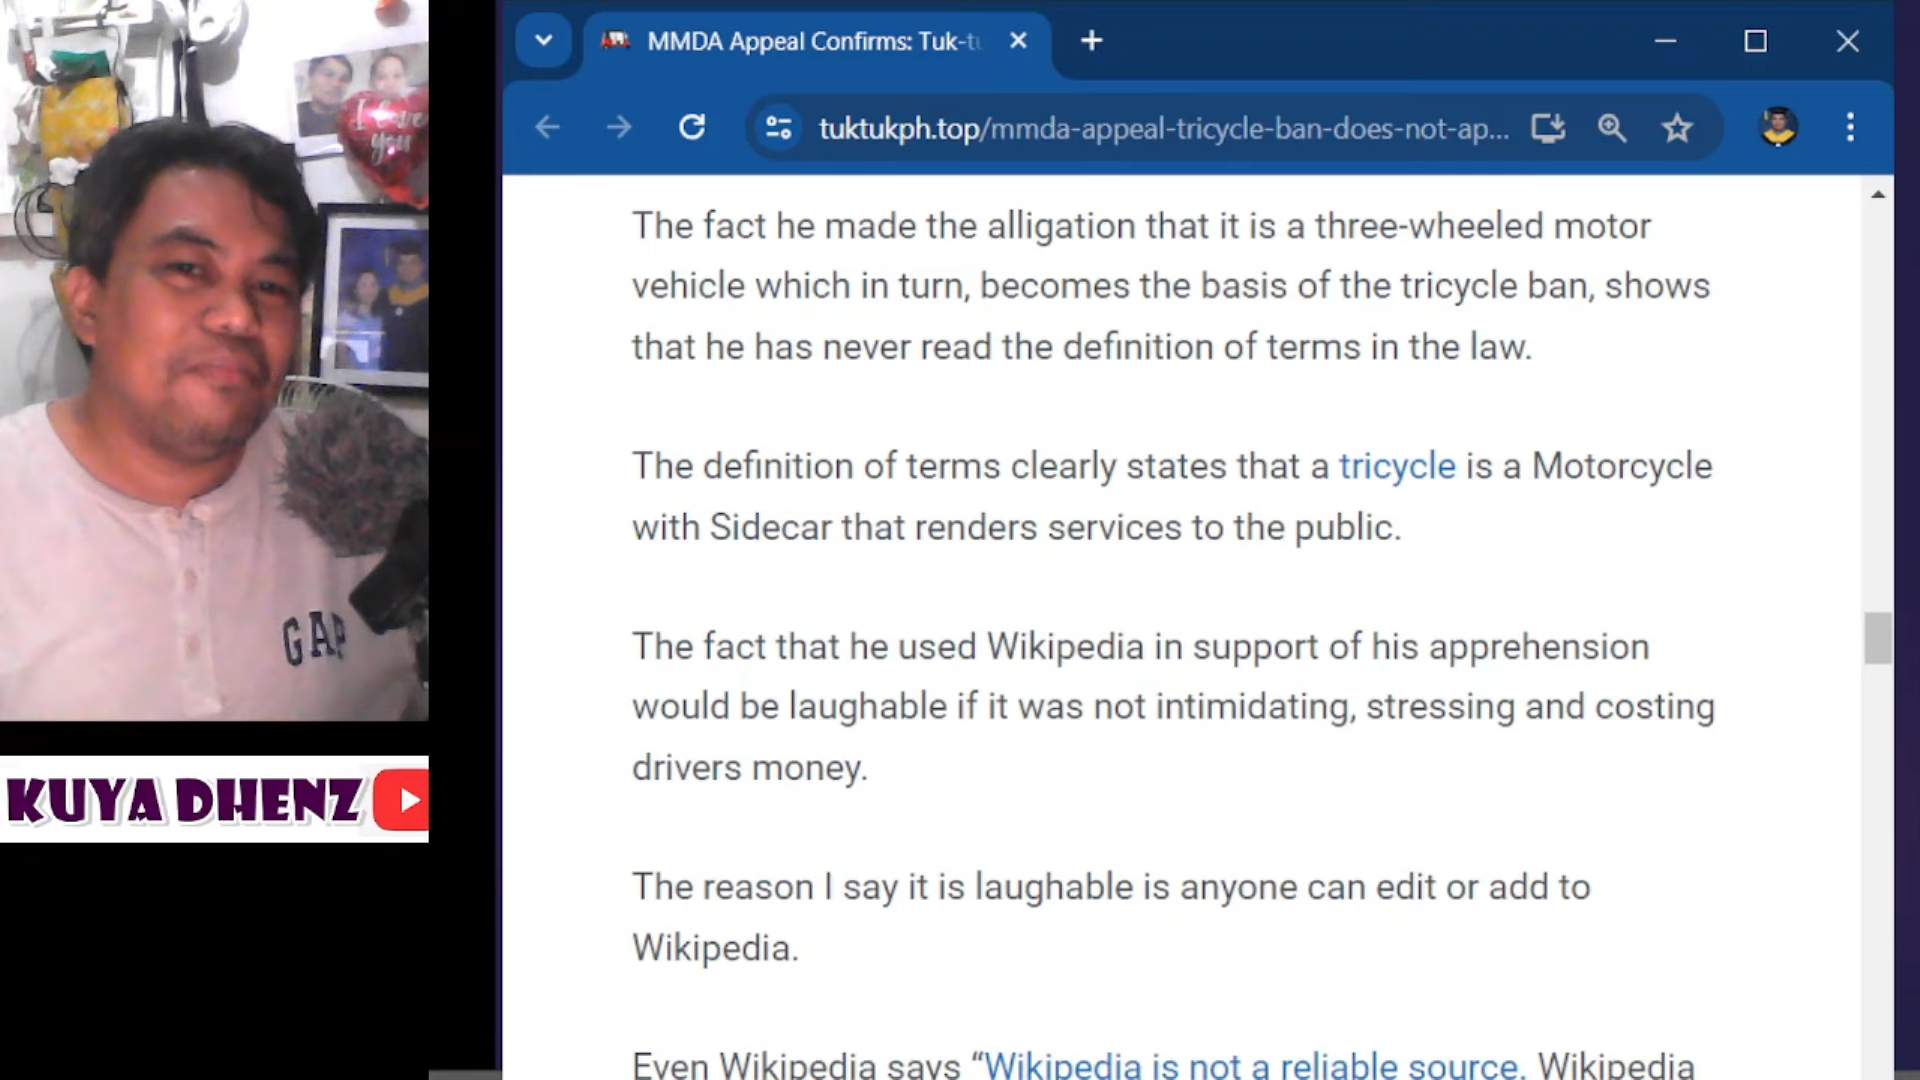 MMDA Appeal Confirms: Tuk-tu
tuktukph.top/mmda-appeal-tricycle-ban-does-not-ap...
I love
you
The fact he made the alligation that it is a three-wheeled motor
vehicle which in turn, becomes the basis of the tricycle ban, shows
that he has never read the definition of terms in the law.
The definition of terms clearly states that a tricycle is a Motorcycle
with Sidecar that renders services to the public.
GAP
The fact that he used Wikipedia in support of his apprehension
would be laughable if it was not intimidating, stressing and costing
drivers money.
KUYA DHENZ
The reason I say it is laughable is anyone can edit or add to
Wikipedia.
Even Wikipedia says “Wikipedia is not a reliable source. Wikipedia